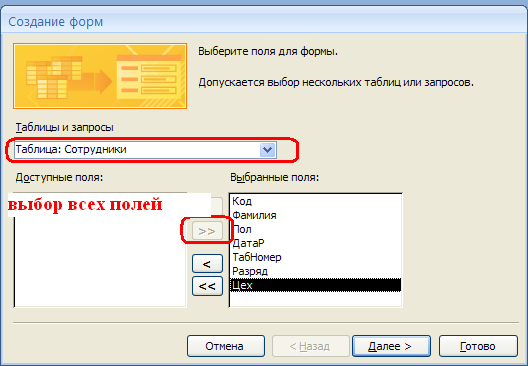 Создание форм
Выберите поля для формы.
Допускается выбор нескольких таблиц или запросов.
Таблицы и запросы
Таблица: Сотрудники
Доступные поля:
Выбранные поля:
выбор всех полей
>>
<
<<
Код
Фамилия
Пол
ДатаР
ТабНомер
Разряд
Цех
Отмена
< Назад
Далее >
Готово